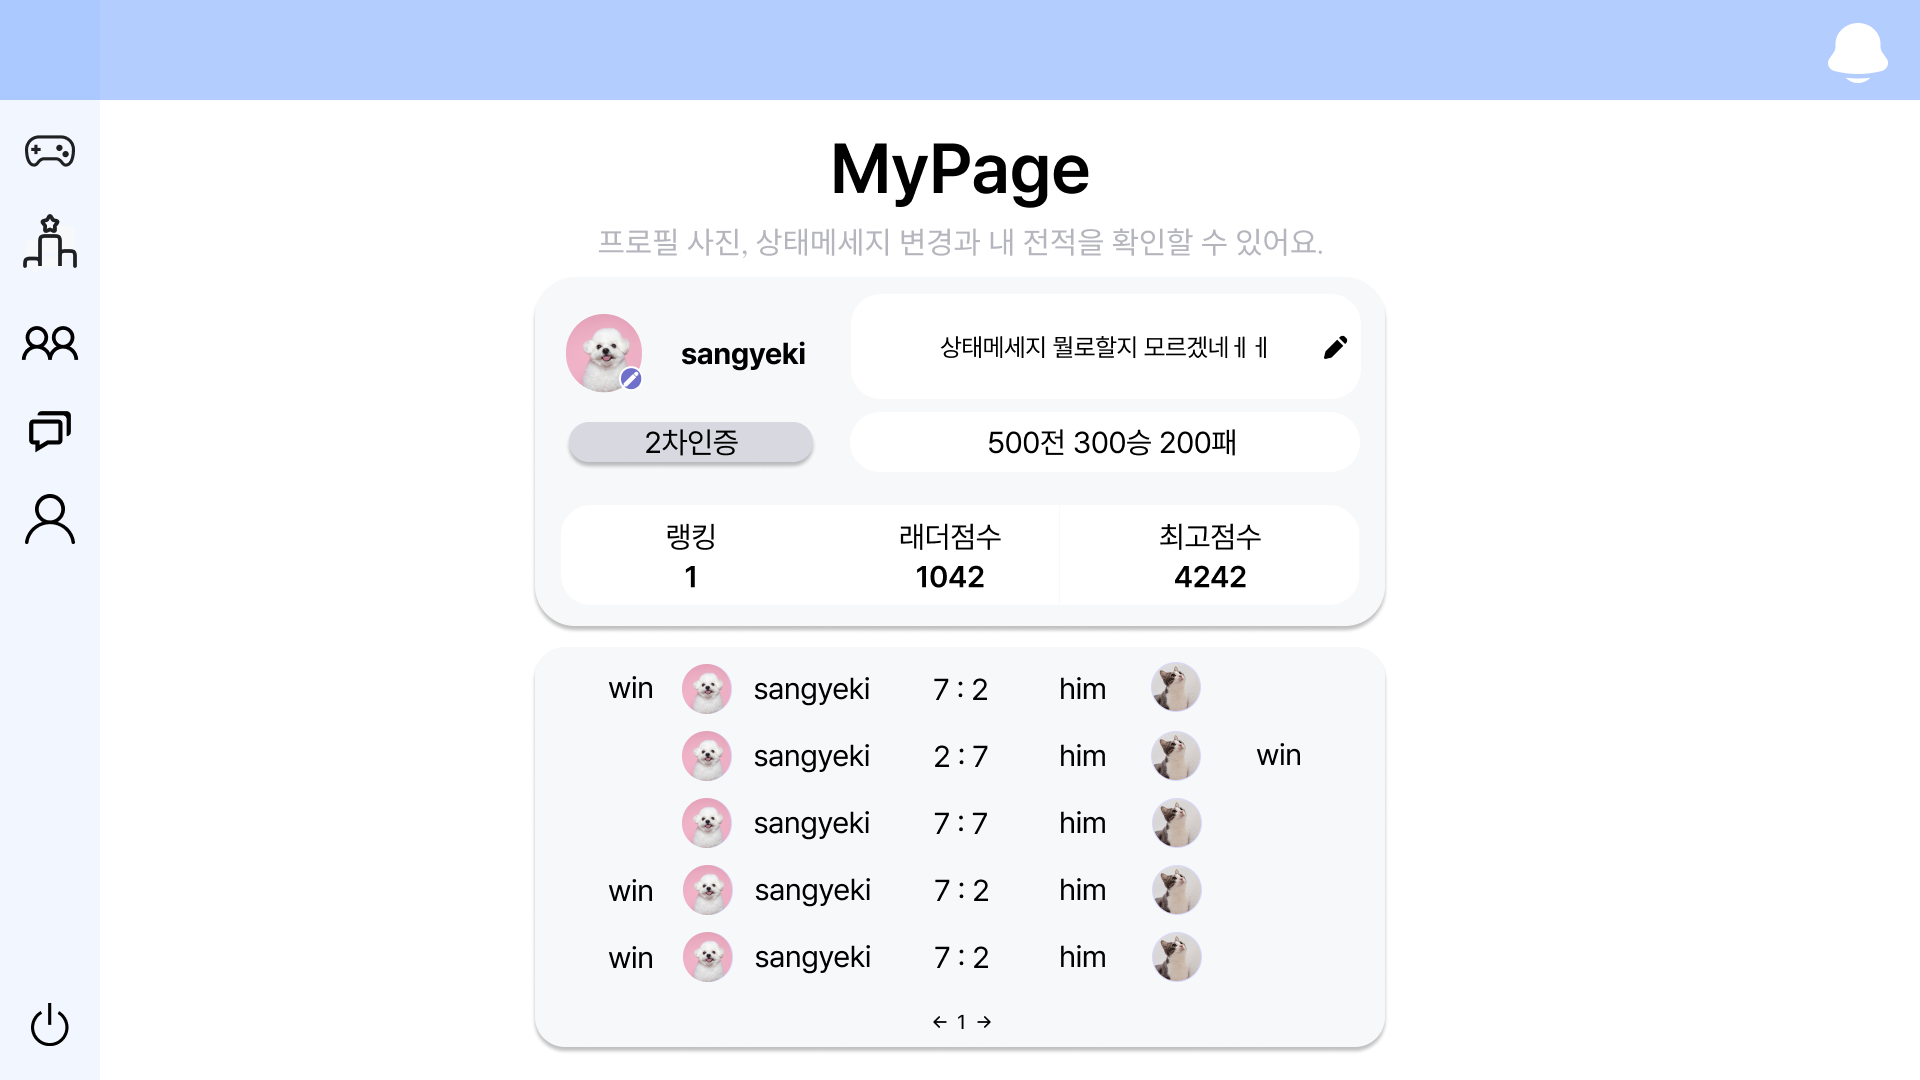 MyPage
프로필 사진, 상태메세지 변경과 내 전적을 확인할 수 있어요.
sangyeki
상태메세지 뭘로할지 모르겠네ㅔㅔ
2차인증
500전 300승 200패
랭킹 래더점수 최고점수
1 1042 4242
win sangyeki 7 : 2 him
sangyeki 2 : 7 him win
sangyeki 7 : 7 him
win sangyeki 7 : 2 him
win sangyeki 7 : 2 him
← 1 →